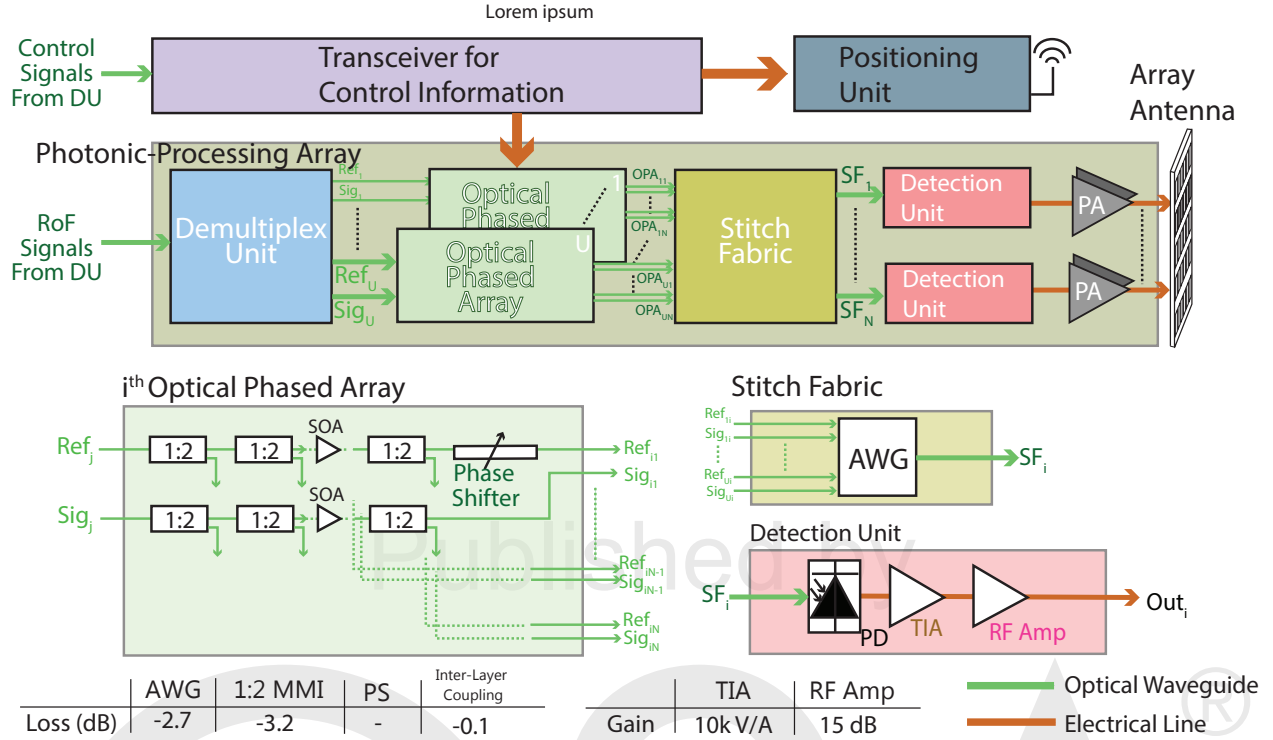 Lorem ipsum
Control
Signals
From DU
Transceiver for
Control Information
Positioning
Unit
Array
Antenna
Photonic-Processing Array
RoF
Signals
From DU
Demultiplex
Unit
Ref1
Sig1
RefU
SigU
Optical
Phased
1
Optical
Phased
Array
U
OPA11
OPA1N
OPAU1
OPAUN
Stitch
Fabric
SF1
SFN
Detection
Unit
Detection
Unit
PA
PA
ith Optical Phased Array
Refj
1:2
1:2
SOA
1:2
Phase
Shifter
Refi1
Sigi1
Sigj
1:2
1:2
SOA
1:2
RefiN-1
SigiN-1
RefiN
SigiN
Stitch Fabric
Ref1i
Sig1i
RefUi
SigUi
AWG
SFi
Detection Unit
SFi
PD
TIA
RF Amp
Outi
Published by
AWG 1:2 MMI PS Inter-Layer Coupling
Loss (dB) -2.7 -3.2 - -0.1
TIA RF Amp
Gain 10k V/A 15 dB
Optical Waveguide
Electrical Line
®